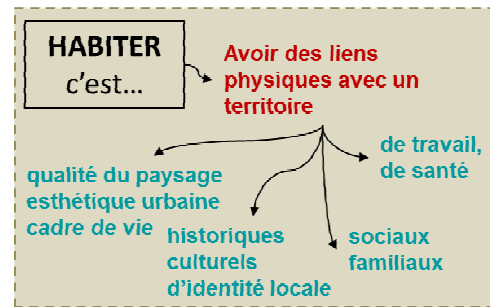 HABITER
c'est...
Avoir des liens
physiques avec un
territoire
de travail,
de santé
qualité du paysage
esthétique urbaine
cadre de vie
historiques
culturels
d'identité locale
sociaux
familiaux